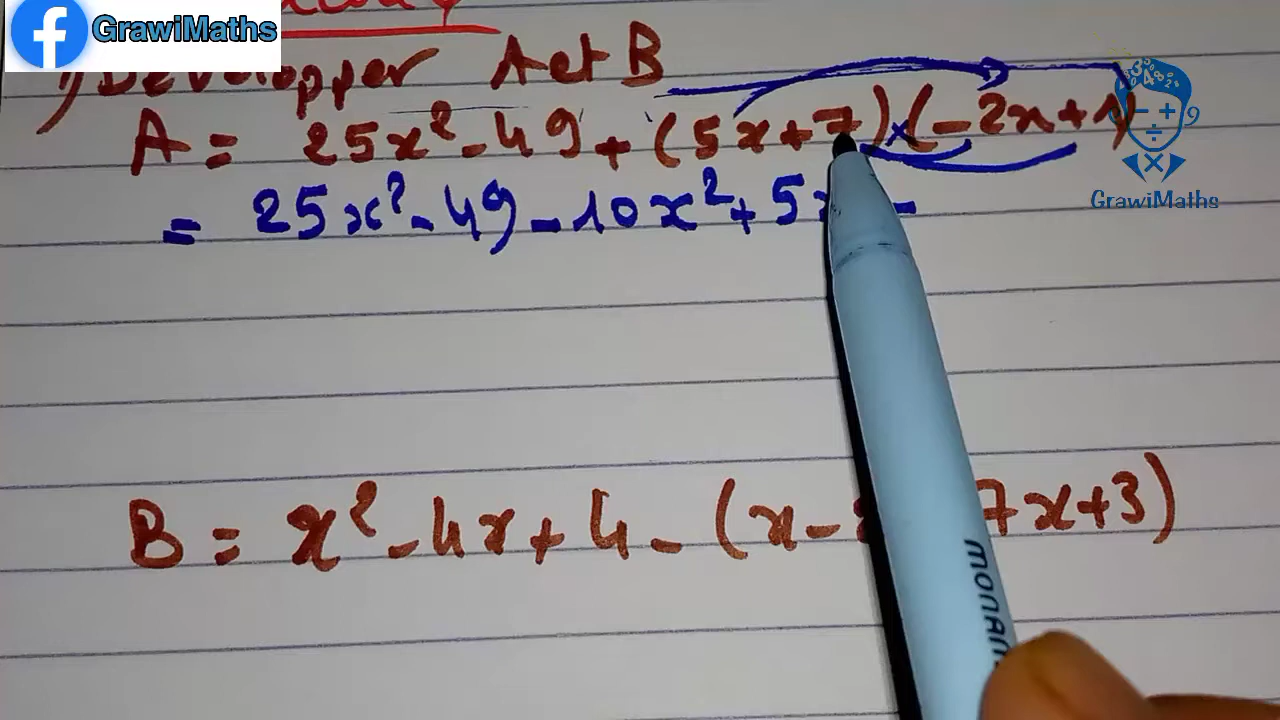 GrawiMaths
1) Developper A et B
A = 25x² - 49 + (5x + 7) x (-2x + 1)
GrawiMaths
= 25x² - 49 - 10x² + 5x -
B = x² - 4x + 4 - (x - 7x + 3)